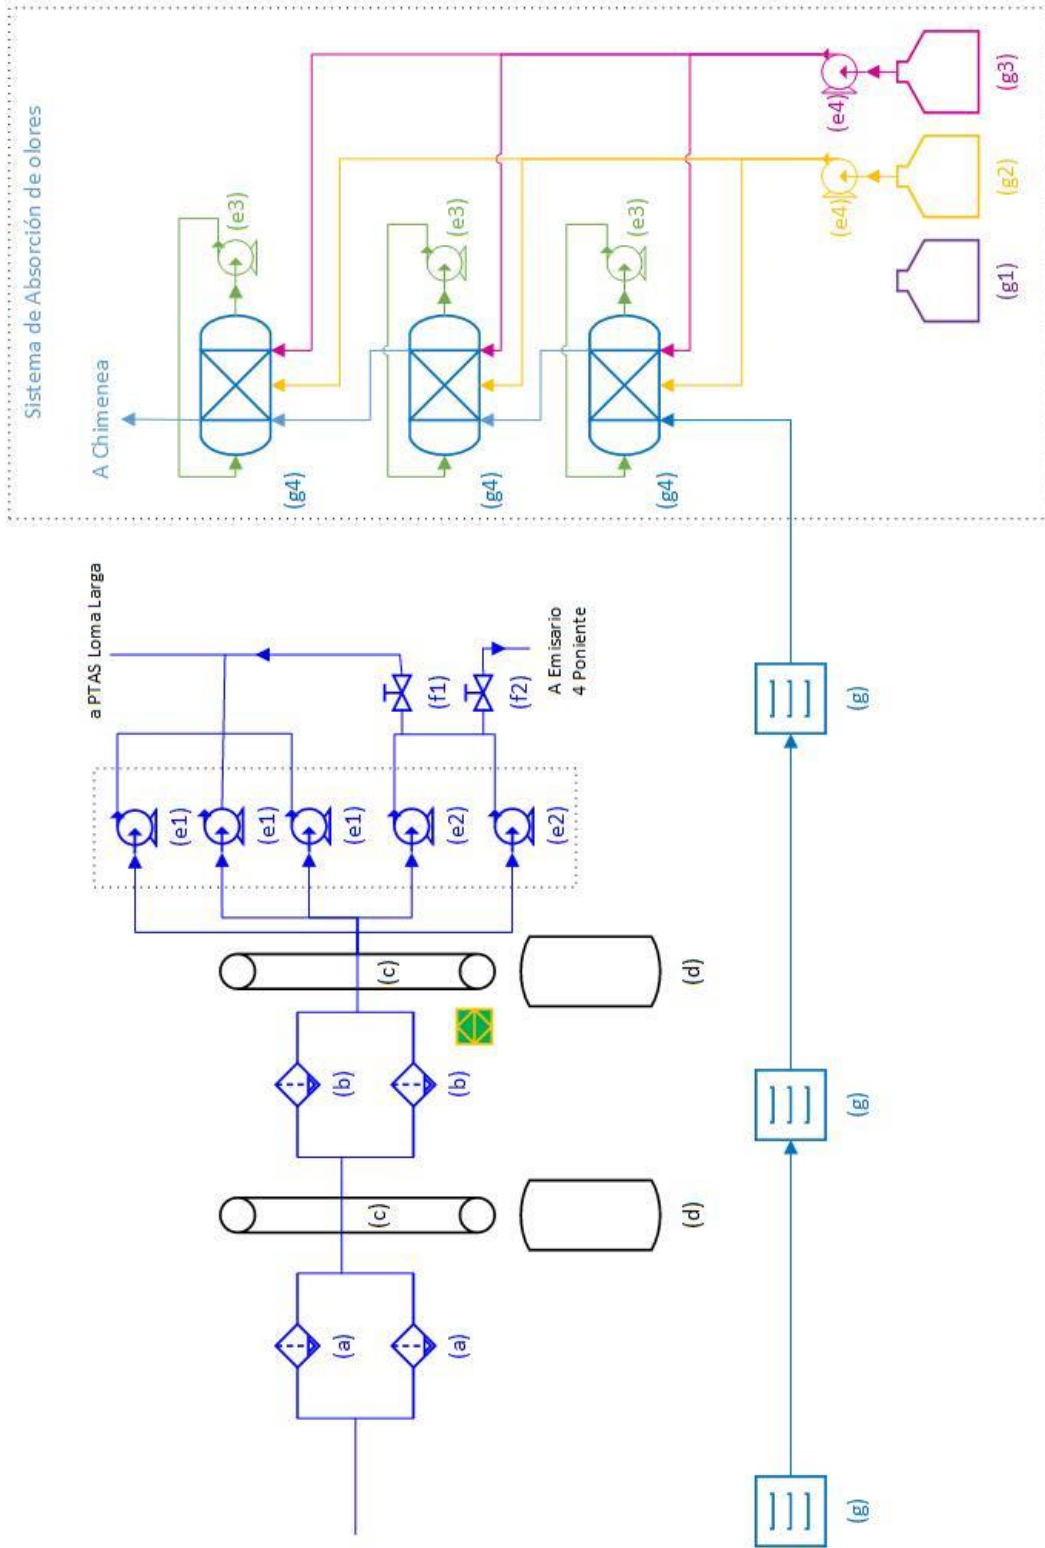 Sistema de Absorción de olores
a PTAS Loma Larga
A Chimenea
(e1)
(e3)
(e1)
(g4)
(a)
(b)
(e1)
(c)
(c)
(f1)
(e2)
(a)
(b)
(e3)
(g4)
(f2)
(e2)
A Emisario
4 Poniente
(e3)
(g4)
(d)
(d)
(e4)
(e4)
(g)
(g)
(g)
(g1)
(g2)
(g3)